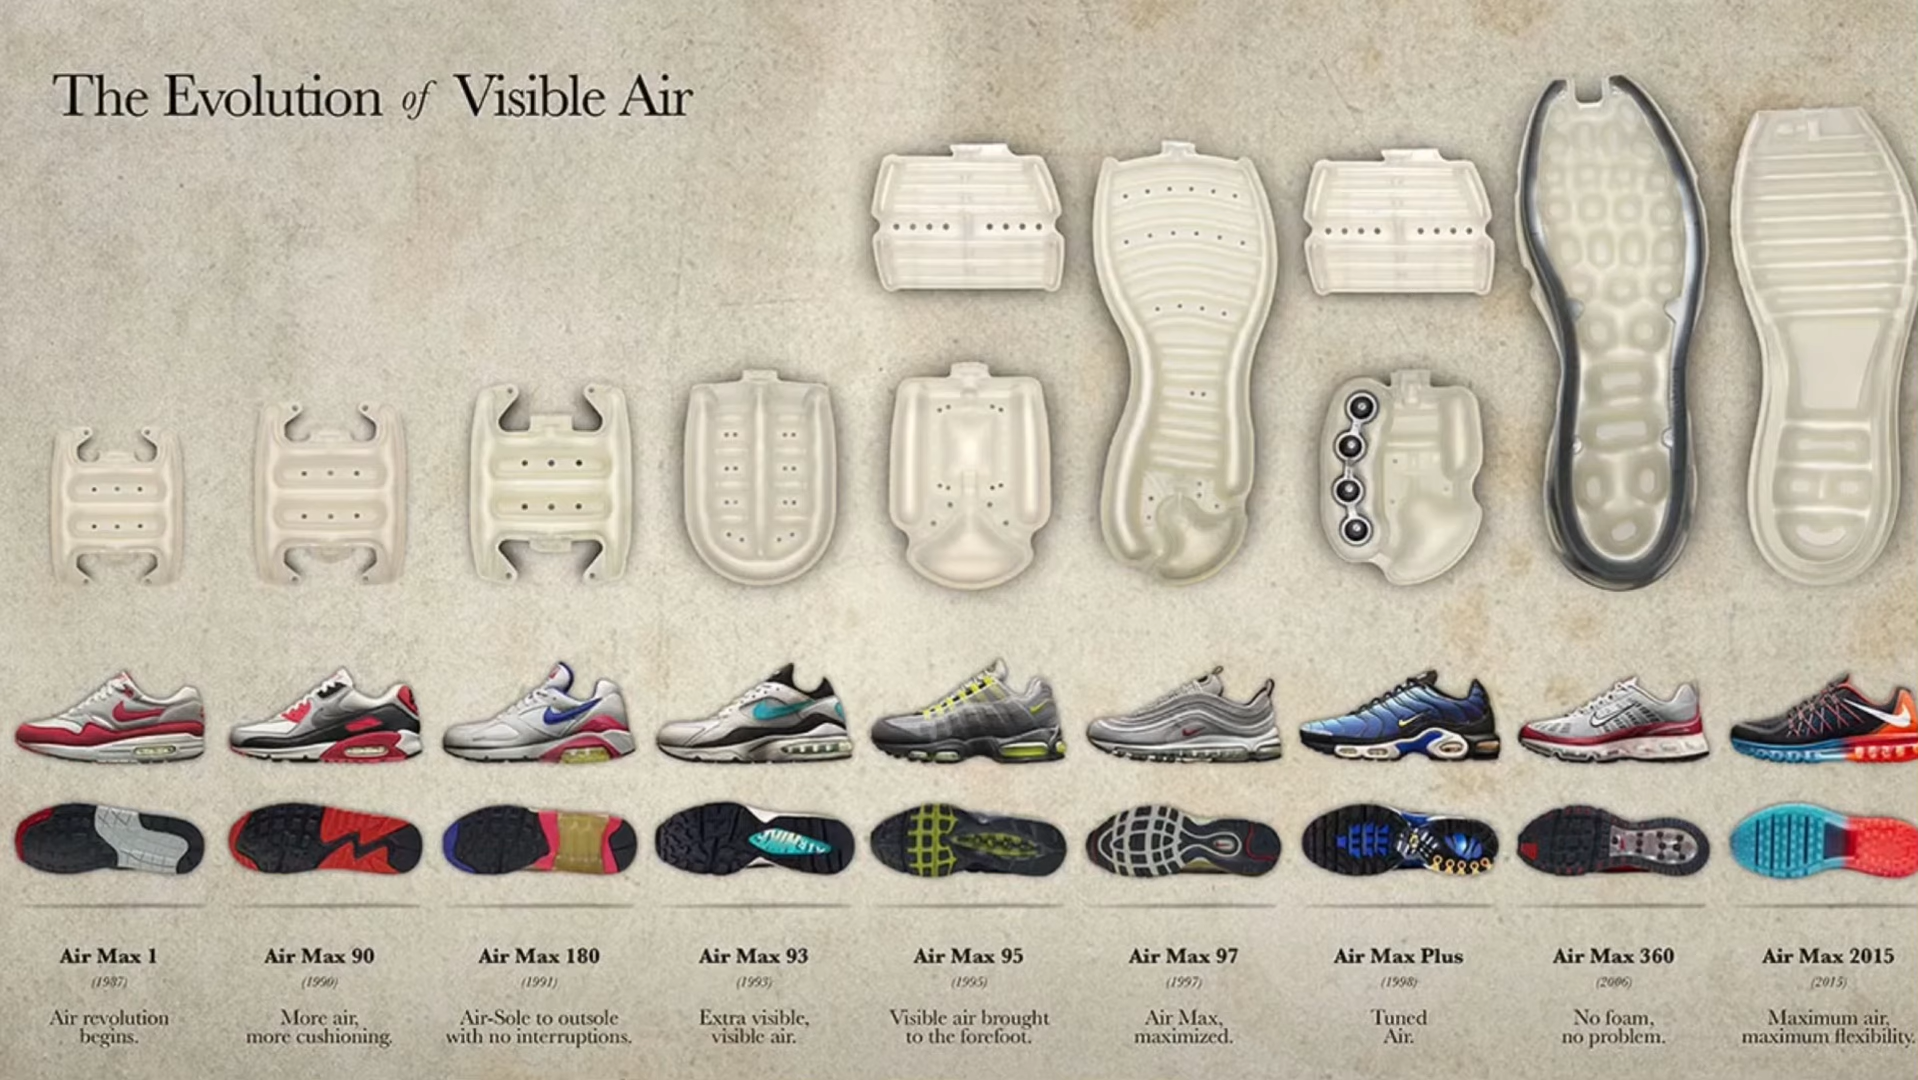 The Evolution of Visible Air
Air Max 1
(1987)
Air revolution
begins.
Air Max 90
(1990)
More air,
more cushioning.
Air Max 180
(1991)
Air-Sole to outsole
with no interruptions.
Air Max 93
(1993)
Extra visible,
visible air.
Air Max 95
(1995)
Visible air brought
to the forefoot.
Air Max 97
(1997)
Air Max,
maximized.
Air Max Plus
(1998)
Tuned
Air.
Air Max 360
(2006)
No foam,
no problem.
Air Max 2015
(2015)
Maximum air,
maximum flexibility.